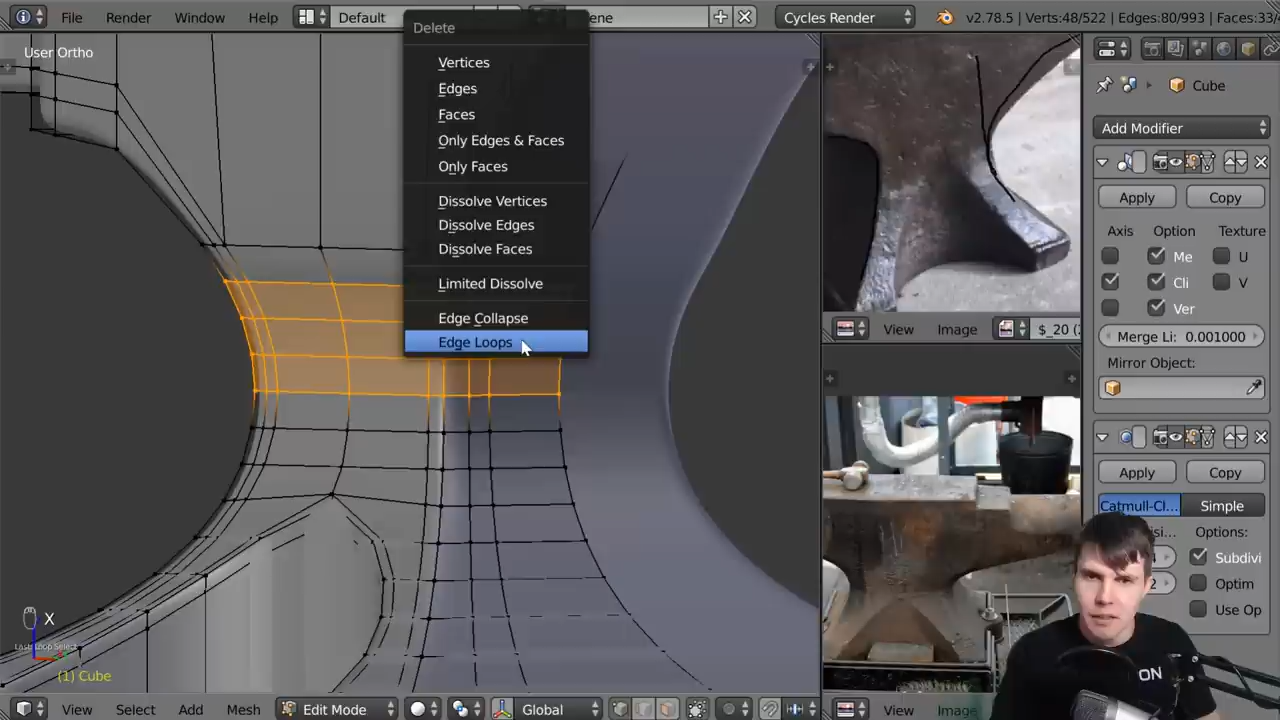 File Render Window Help Default Cycles Render v2.78.5 | Verts:48/522 | Edges:80/993 | Faces:33/
User Ortho
Delete
Vertices
Edges
Faces
Only Edges & Faces
Only Faces
Dissolve Vertices
Dissolve Edges
Dissolve Faces
Limited Dissolve
Edge Collapse
Edge Loops
Cube
Add Modifier
Apply Copy
Axis Option Texture
Me U
Cli V
Ver
Merge Li: 0.001000
Mirror Object:
View Image $_20 (
Apply Copy
Catmull-Cl... Simple
Options:
Subdivi
Optim
Use Op
ON
X
Last: Loop Select
(1) Cube
View Select Add Mesh Edit Mode Global View Image